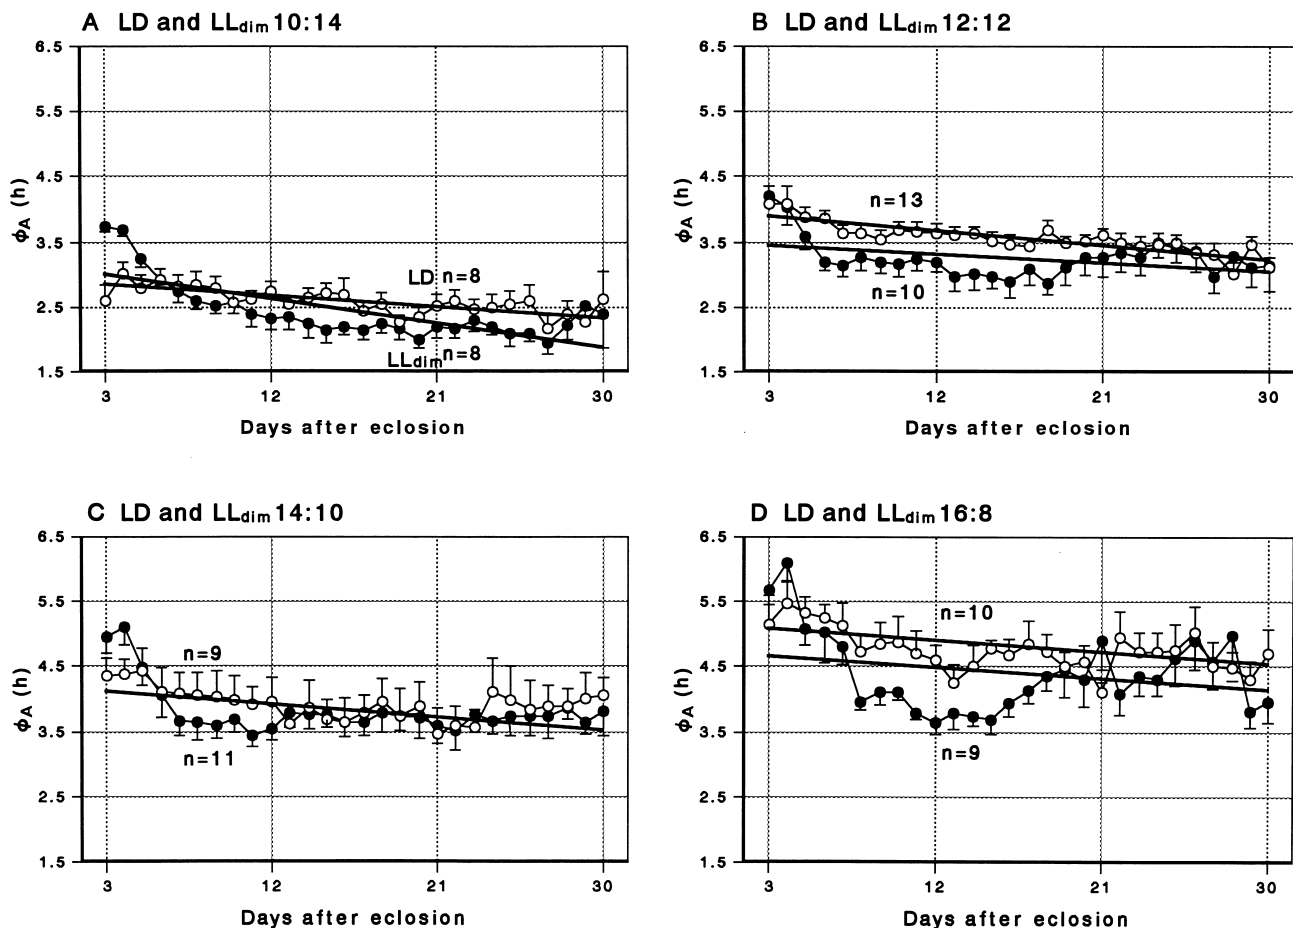 A LD and LLdim 10:14
6.5
5.5
4.5
3.5
2.5
1.5
ϕA (h)
LD n=8
LLdim n=8
3 12 21 30
Days after eclosion
B LD and LLdim 12:12
6.5
5.5
4.5
3.5
2.5
1.5
ϕA (h)
n=13
n=10
3 12 21 30
Days after eclosion
C LD and LLdim 14:10
6.5
5.5
4.5
3.5
2.5
1.5
ϕA (h)
n=9
n=11
3 12 21 30
Days after eclosion
D LD and LLdim 16:8
6.5
5.5
4.5
3.5
2.5
1.5
ϕA (h)
n=10
n=9
3 12 21 30
Days after eclosion